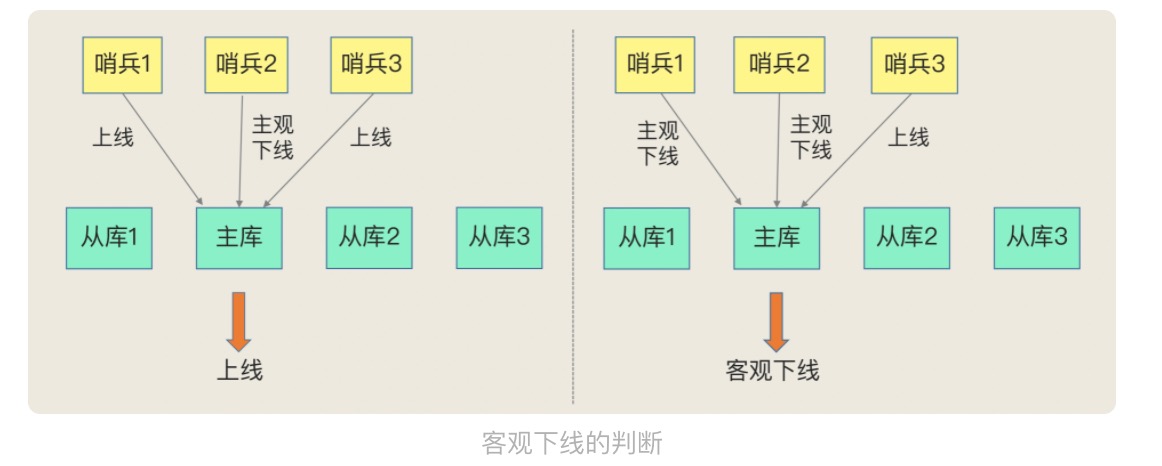 哨兵1
哨兵2
哨兵3
上线
主观
下线
上线
从库1
主库
从库2
从库3
上线
哨兵1
哨兵2
哨兵3
主观
下线
主观
下线
上线
从库1
主库
从库2
从库3
客观下线
客观下线的判断